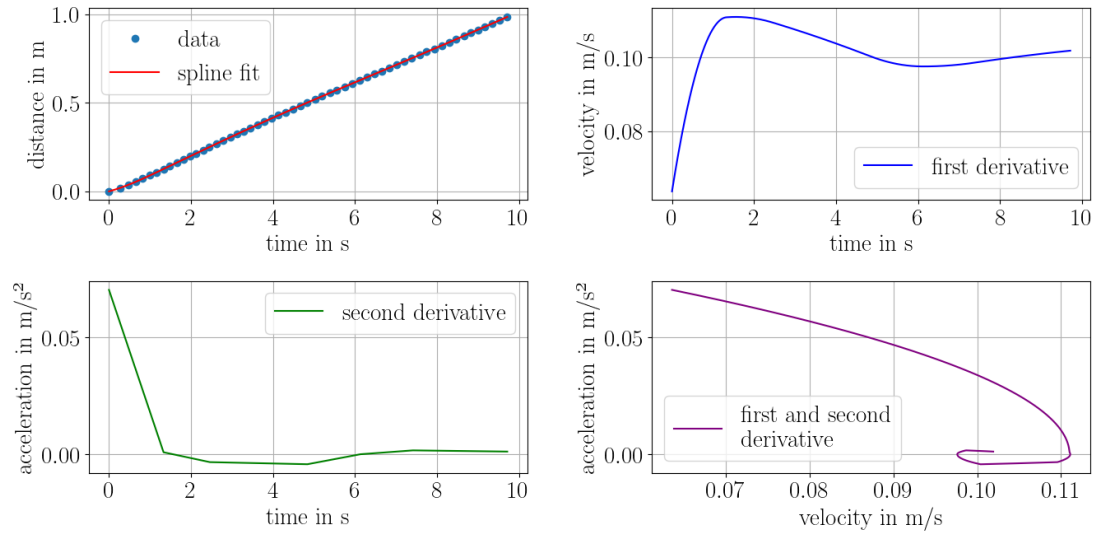 distance in m
1.0
0.5
0.0
data
spline fit
0 2 4 6 8 10
time in s
velocity in m/s
0.10
0.08
first derivative
0 2 4 6 8 10
time in s
acceleration in m/s²
0.05
0.00
second derivative
0 2 4 6 8 10
time in s
acceleration in m/s²
0.05
0.00
first and second
derivative
0.07 0.08 0.09 0.10 0.11
velocity in m/s